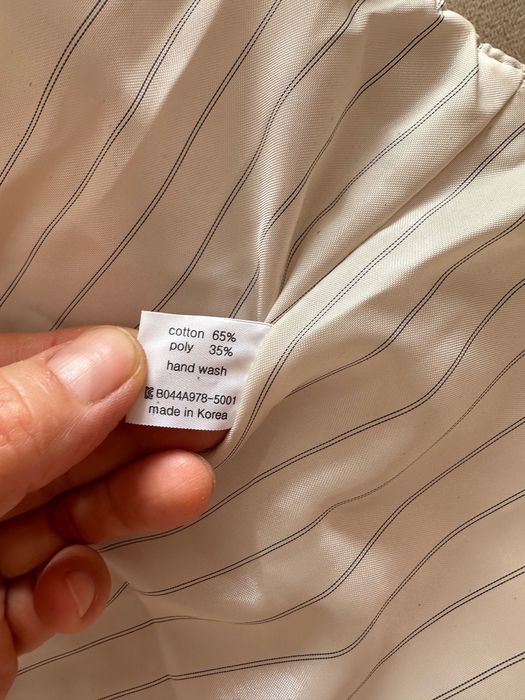 cotton 65%
poly 35%
hand wash
B044A978-5001
made in Korea